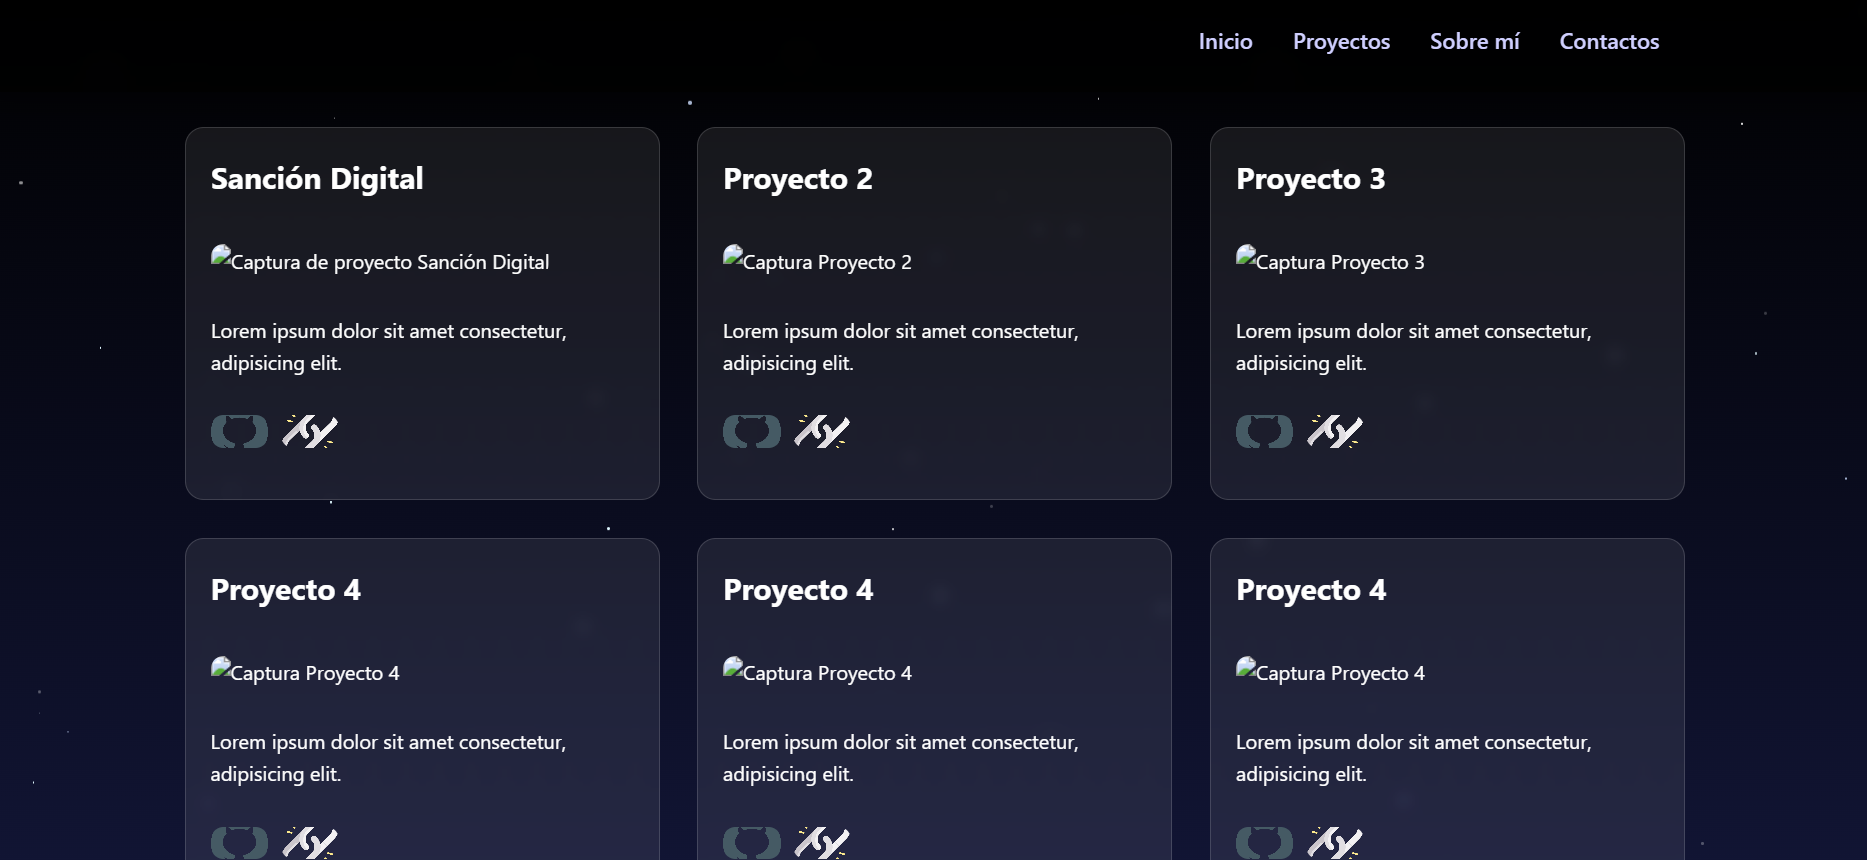 Inicio Proyectos Sobre mí Contactos
Sanción Digital
Captura de proyecto Sanción Digital
Lorem ipsum dolor sit amet consectetur,
adipisicing elit.
Proyecto 2
Captura Proyecto 2
Lorem ipsum dolor sit amet consectetur,
adipisicing elit.
Proyecto 3
Captura Proyecto 3
Lorem ipsum dolor sit amet consectetur,
adipisicing elit.
Proyecto 4
Captura Proyecto 4
Lorem ipsum dolor sit amet consectetur,
adipisicing elit.
Proyecto 4
Captura Proyecto 4
Lorem ipsum dolor sit amet consectetur,
adipisicing elit.
Proyecto 4
Captura Proyecto 4
Lorem ipsum dolor sit amet consectetur,
adipisicing elit.